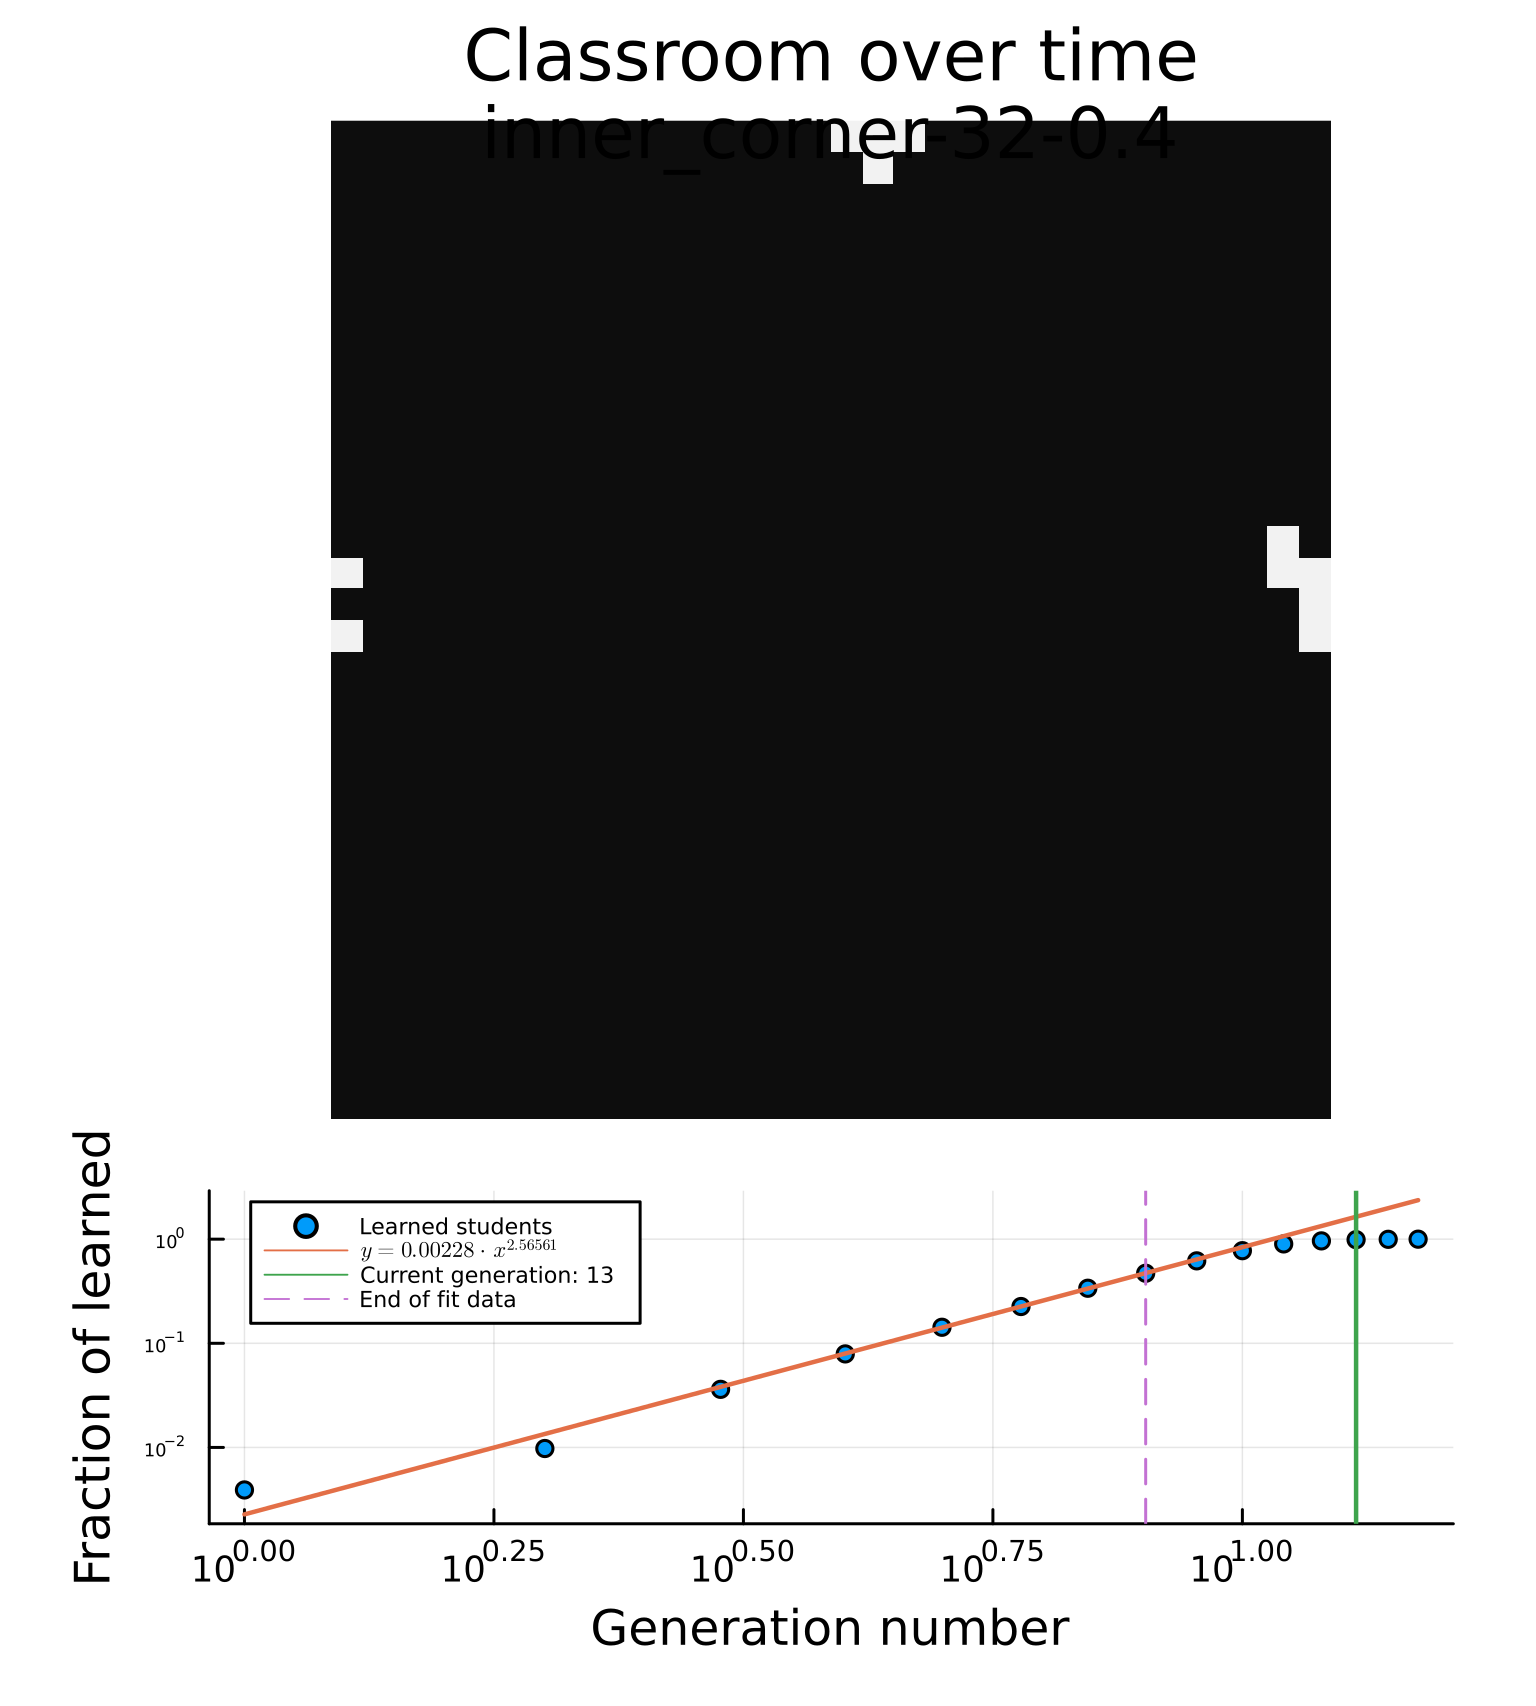 Classroom over time
inner_corner-32-0.4
Fraction of learned
10⁰
10⁻¹
10⁻²
Learned students
y = 0.00228 · x^2.56561
Current generation: 13
End of fit data
10^0.00 10^0.25 10^0.50 10^0.75 10^1.00
Generation number